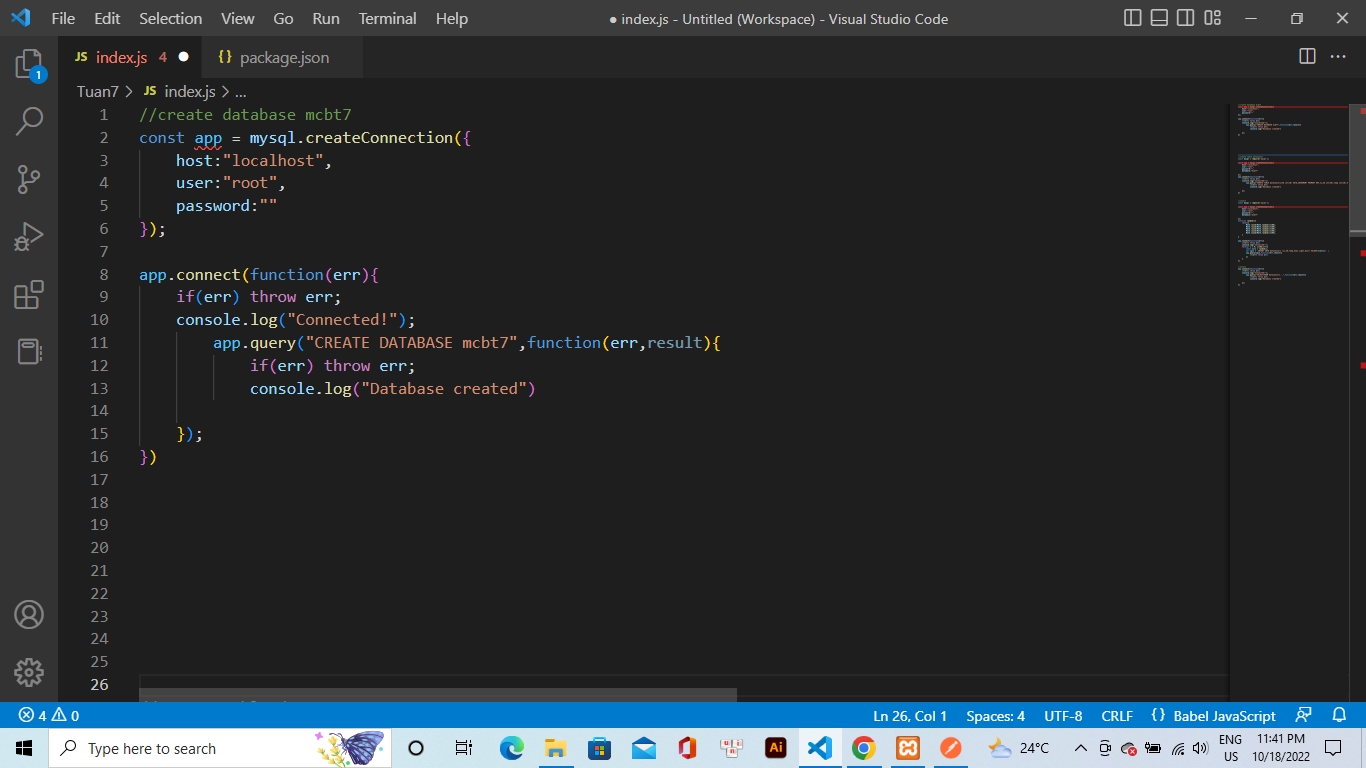 File Edit Selection View Go Run Terminal Help ● index.js - Untitled (Workspace) - Visual Studio Code
JS index.js 4 ● {} package.json
1
Tuan7 > JS index.js > ...
1 //create database mcbt7
2 const app = mysql.createConnection({
3 host:"localhost",
4 user:"root",
5 password:""
6 });
7
8 app.connect(function(err){
9 if(err) throw err;
10 console.log("Connected!");
11 app.query("CREATE DATABASE mcbt7",function(err,result){
12 if(err) throw err;
13 console.log("Database created")
14
15 });
16 })
17
18
19
20
21
22
23
24
25
26
4 0 Ln 26, Col 1 Spaces: 4 UTF-8 CRLF {} Babel JavaScript
Type here to search Ai 24°C ENG 11:41 PM
US 10/18/2022